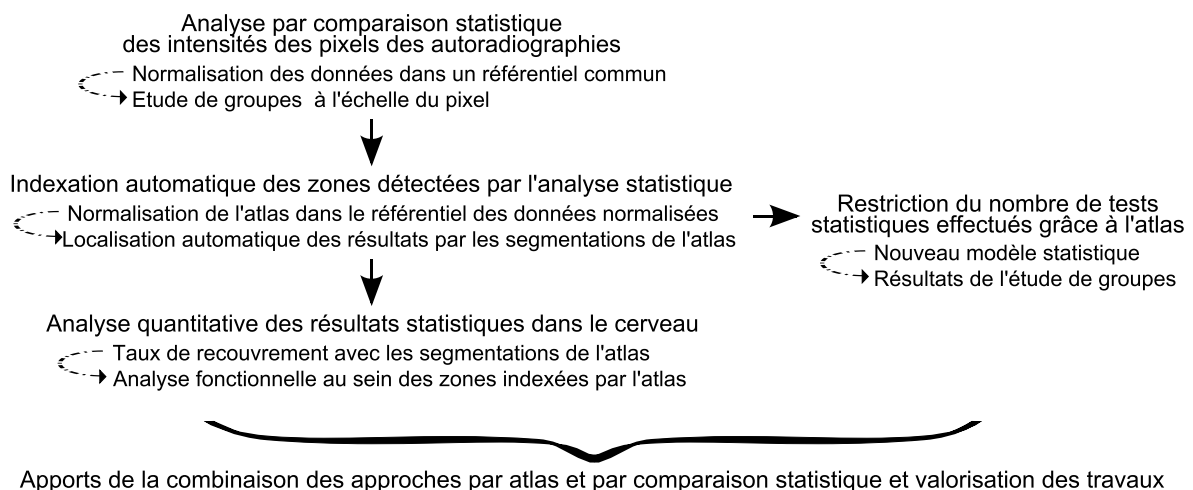 Analyse par comparaison statistique
des intensités des pixels des autoradiographies
Normalisation des données dans un référentiel commun
Etude de groupes à l'échelle du pixel
Indexation automatique des zones détectées par l'analyse statistique
Normalisation de l'atlas dans le référentiel des données normalisées
Localisation automatique des résultats par les segmentations de l'atlas
Restriction du nombre de tests
statistiques effectués grâce à l'atlas
Nouveau modèle statistique
Résultats de l'étude de groupes
Analyse quantitative des résultats statistiques dans le cerveau
Taux de recouvrement avec les segmentations de l'atlas
Analyse fonctionnelle au sein des zones indexées par l'atlas
Apports de la combinaison des approches par atlas et par comparaison statistique et valorisation des travaux